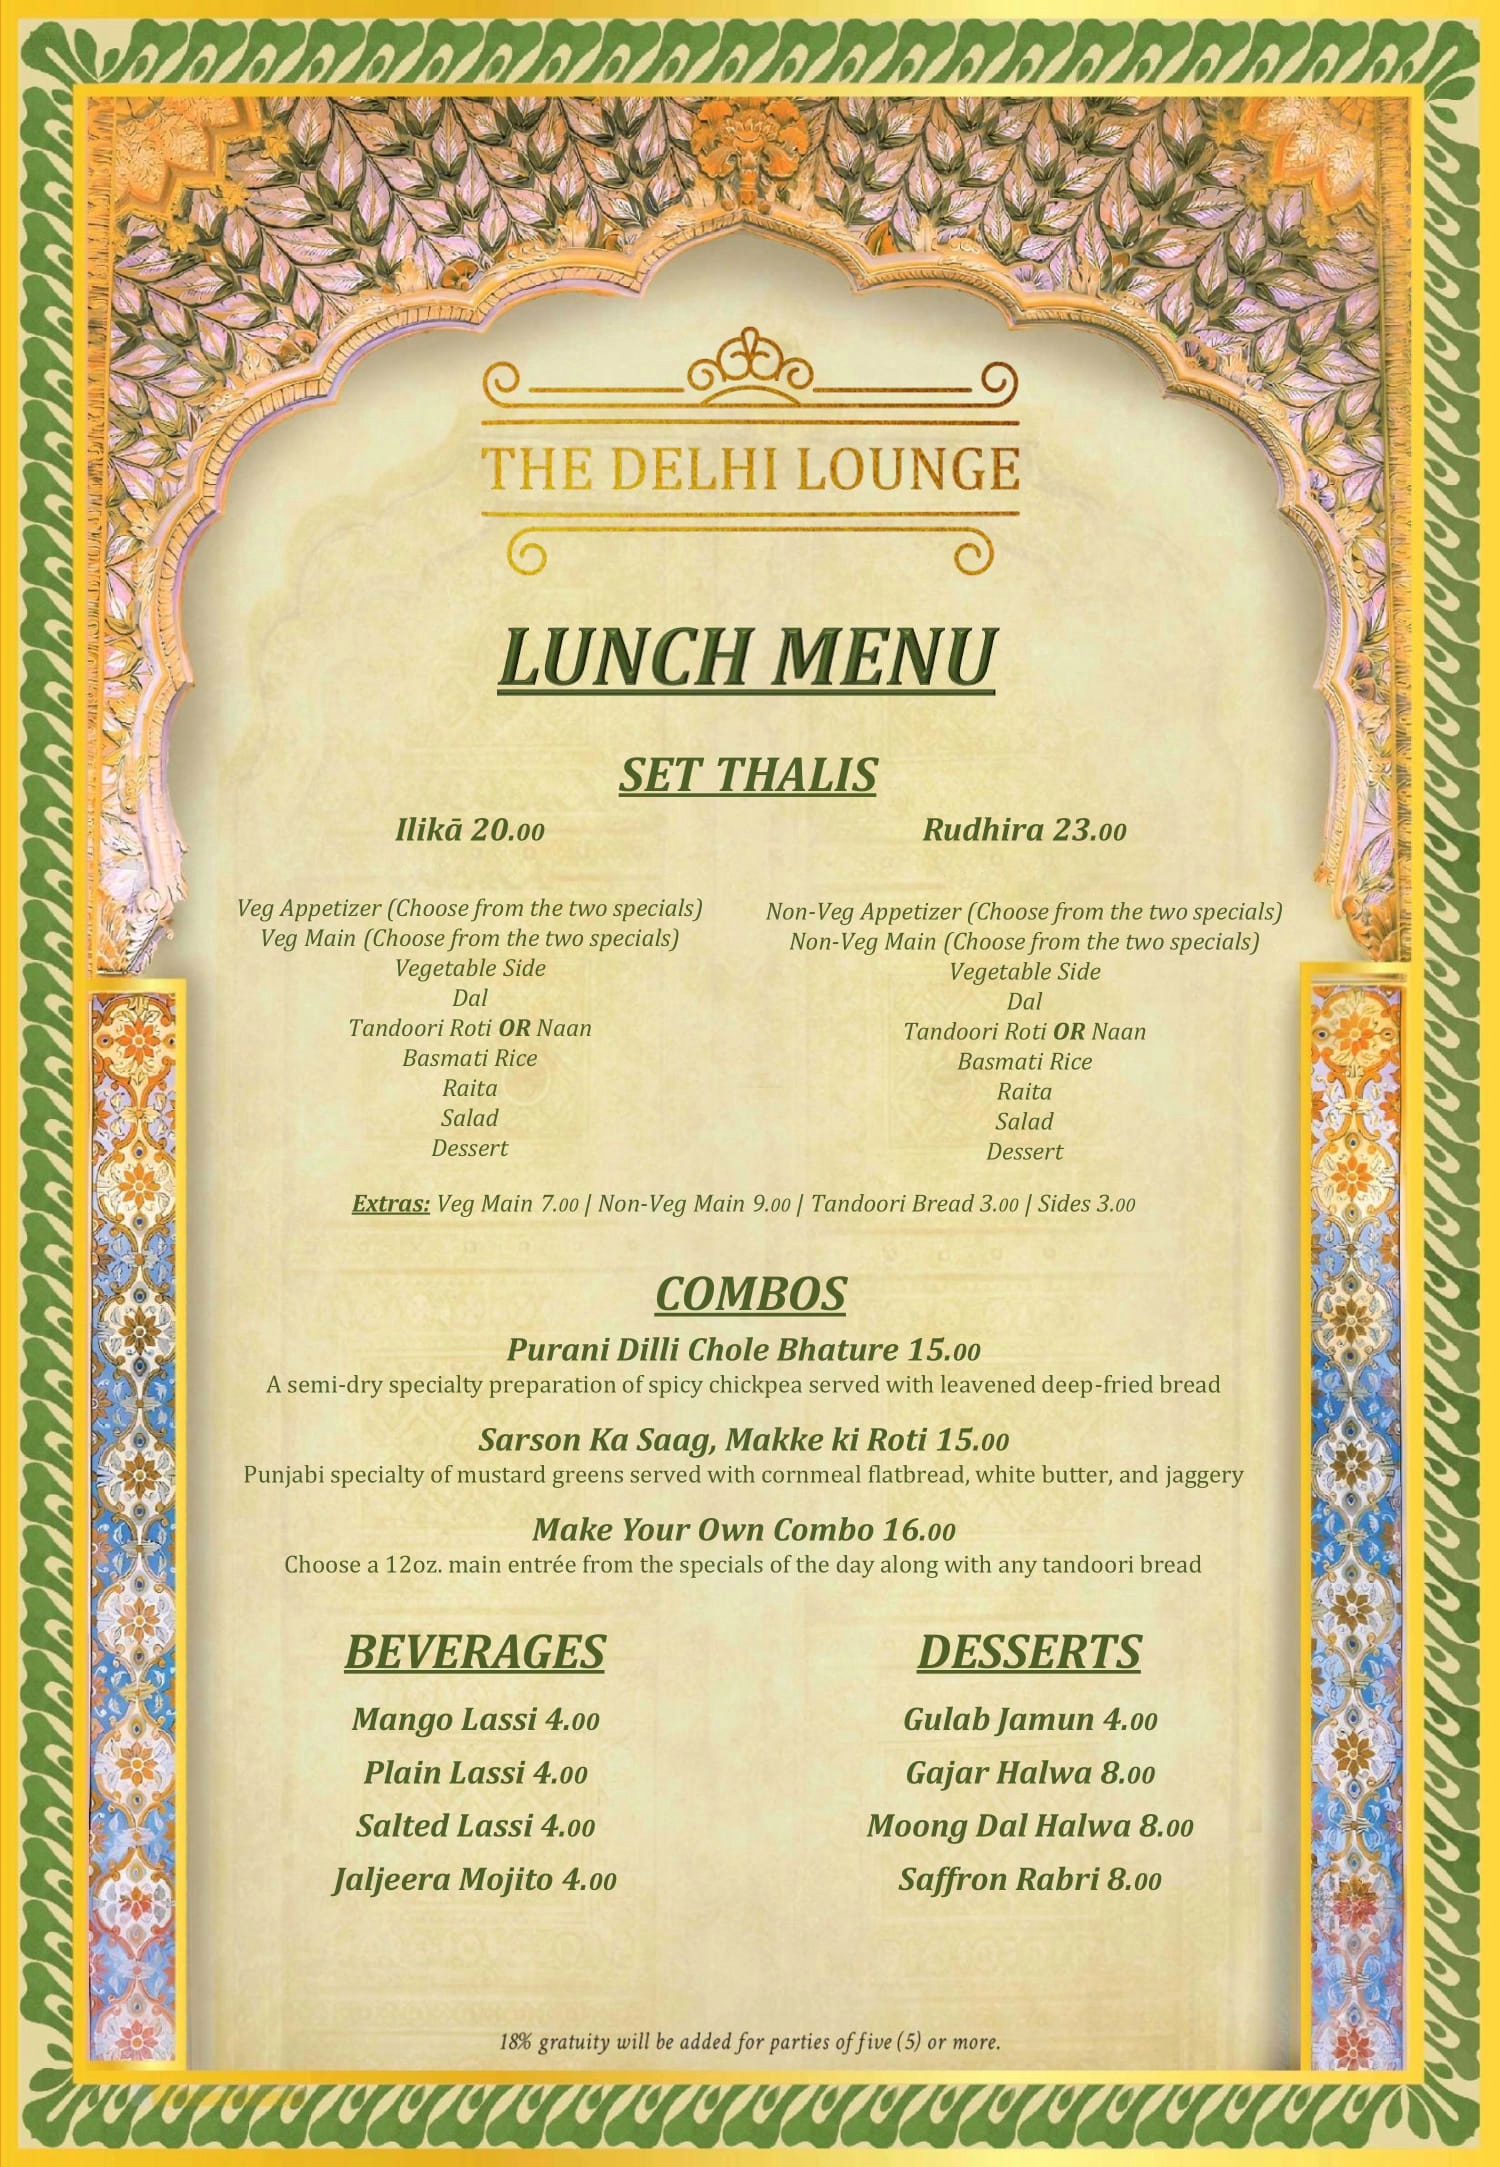 THE DELHI LOUNGE
LUNCH MENU
SET THALIS
Ilikā 20.00
Veg Appetizer (Choose from the two specials)
Veg Main (Choose from the two specials)
Vegetable Side
Dal
Tandoori Roti OR Naan
Basmati Rice
Raita
Salad
Dessert
Rudhira 23.00
Non-Veg Appetizer (Choose from the two specials)
Non-Veg Main (Choose from the two specials)
Vegetable Side
Dal
Tandoori Roti OR Naan
Basmati Rice
Raita
Salad
Dessert
Extras: Veg Main 7.00 | Non-Veg Main 9.00 | Tandoori Bread 3.00 | Sides 3.00
COMBOS
Purani Dilli Chole Bhature 15.00
A semi-dry specialty preparation of spicy chickpea served with leavened deep-fried bread
Sarson Ka Saag, Makke ki Roti 15.00
Punjabi specialty of mustard greens served with cornmeal flatbread, white butter, and jaggery
Make Your Own Combo 16.00
Choose a 12oz. main entrée from the specials of the day along with any tandoori bread
BEVERAGES
Mango Lassi 4.00
Plain Lassi 4.00
Salted Lassi 4.00
Jaljeera Mojito 4.00
DESSERTS
Gulab Jamun 4.00
Gajar Halwa 8.00
Moong Dal Halwa 8.00
Saffron Rabri 8.00
18% gratuity will be added for parties of five (5) or more.